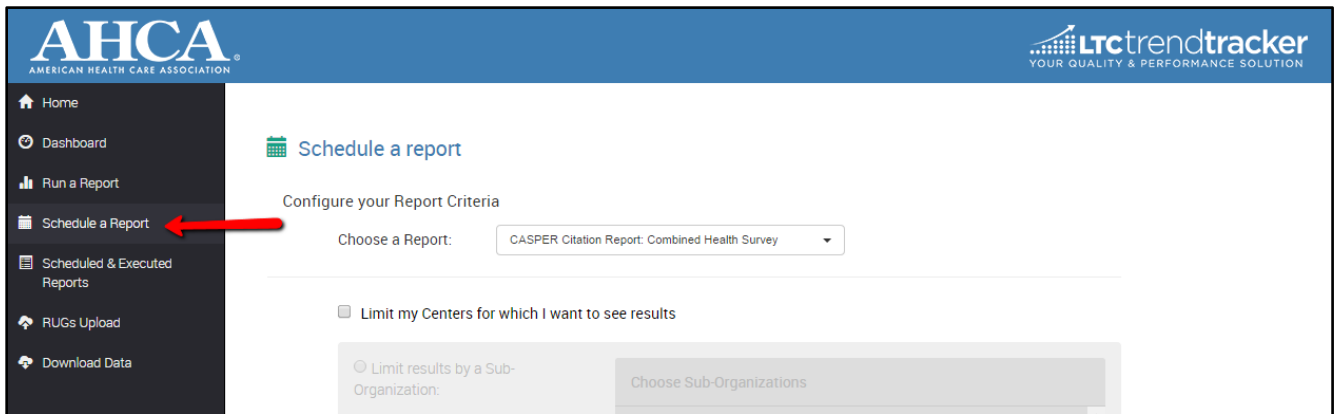 AHCA®
AMERICAN HEALTH CARE ASSOCIATION
LTCtrendtracker
YOUR QUALITY & PERFORMANCE SOLUTION
Home
Dashboard
Run a Report
Schedule a Report
Scheduled & Executed
Reports
RUGs Upload
Download Data
Schedule a report
Configure your Report Criteria
Choose a Report:
CASPER Citation Report: Combined Health Survey
Limit my Centers for which I want to see results
Limit results by a Sub-
Organization:
Choose Sub-Organizations